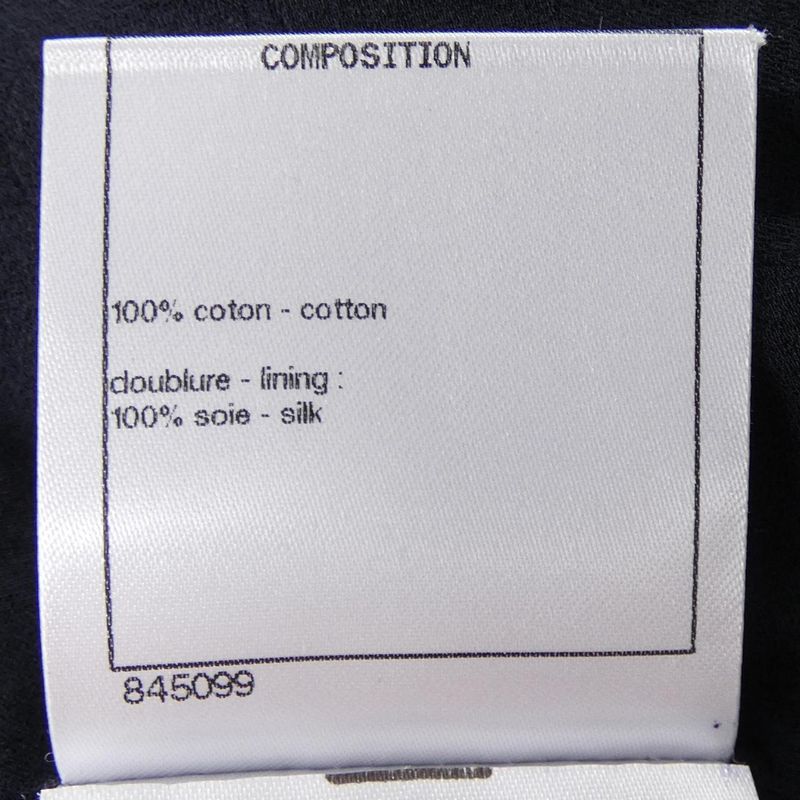 COMPOSITION
100% coton - cotton
doublure - lining :
100% soie - silk
845099